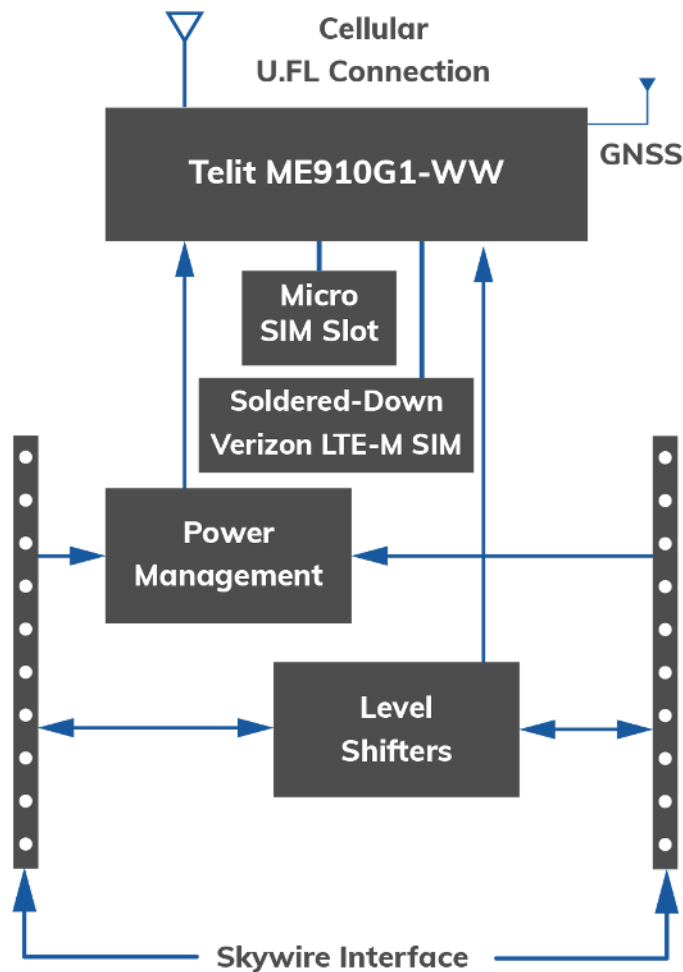 Cellular
U.FL Connection
GNSS
Telit ME910G1-WW
Micro
SIM Slot
Soldered-Down
Verizon LTE-M SIM
Power
Management
Level
Shifters
Skywire Interface